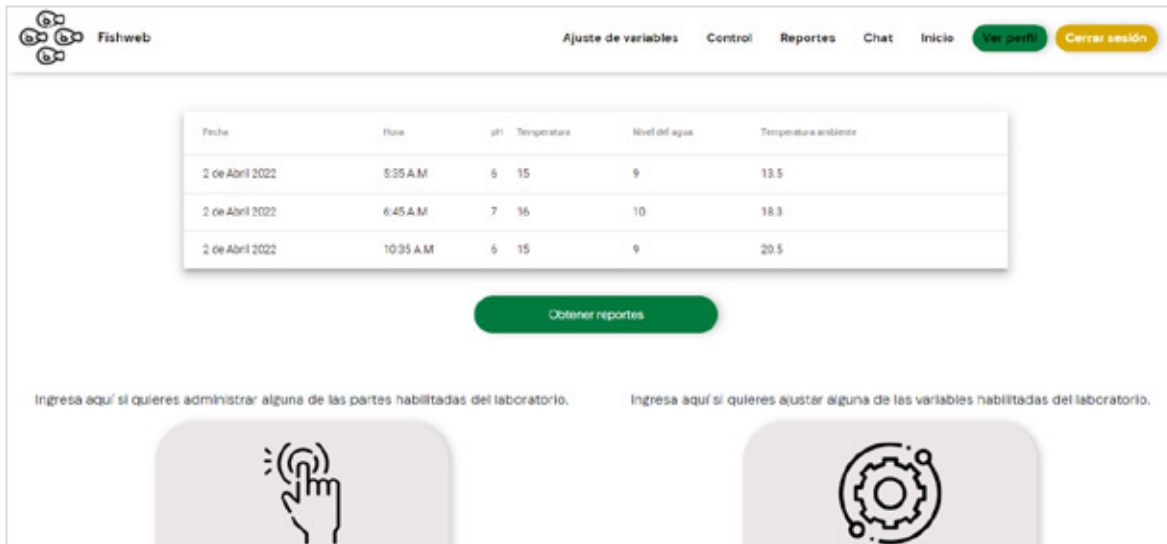 Fishweb Ajuste de variables Control Reportes Chat Inicio Ver perfil Cerrar sesión
Fecha Hora pH Temperatura Nivel del agua Temperatura ambiente
2 de Abril 2022 5:35 A.M 6 15 9 13.5
2 de Abril 2022 6:45 A.M 7 16 10 18.3
2 de Abril 2022 10:35 A.M 6 15 9 20.5
Obtener reportes
Ingresa aquí si quieres administrar alguna de las partes habilitadas del laboratorio. Ingresa aquí si quieres ajustar alguna de las variables habilitadas del laboratorio.